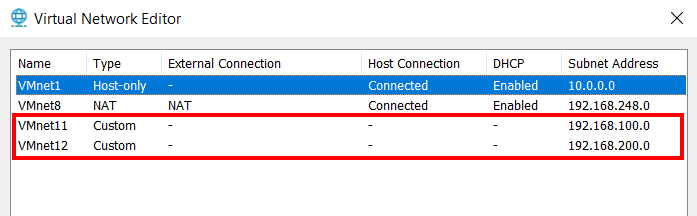 Virtual Network Editor
Name Type External Connection Host Connection DHCP Subnet Address
VMnet1 Host-only - Connected Enabled 10.0.0.0
VMnet8 NAT NAT Connected Enabled 192.168.248.0
VMnet11 Custom - - - 192.168.100.0
VMnet12 Custom - - - 192.168.200.0